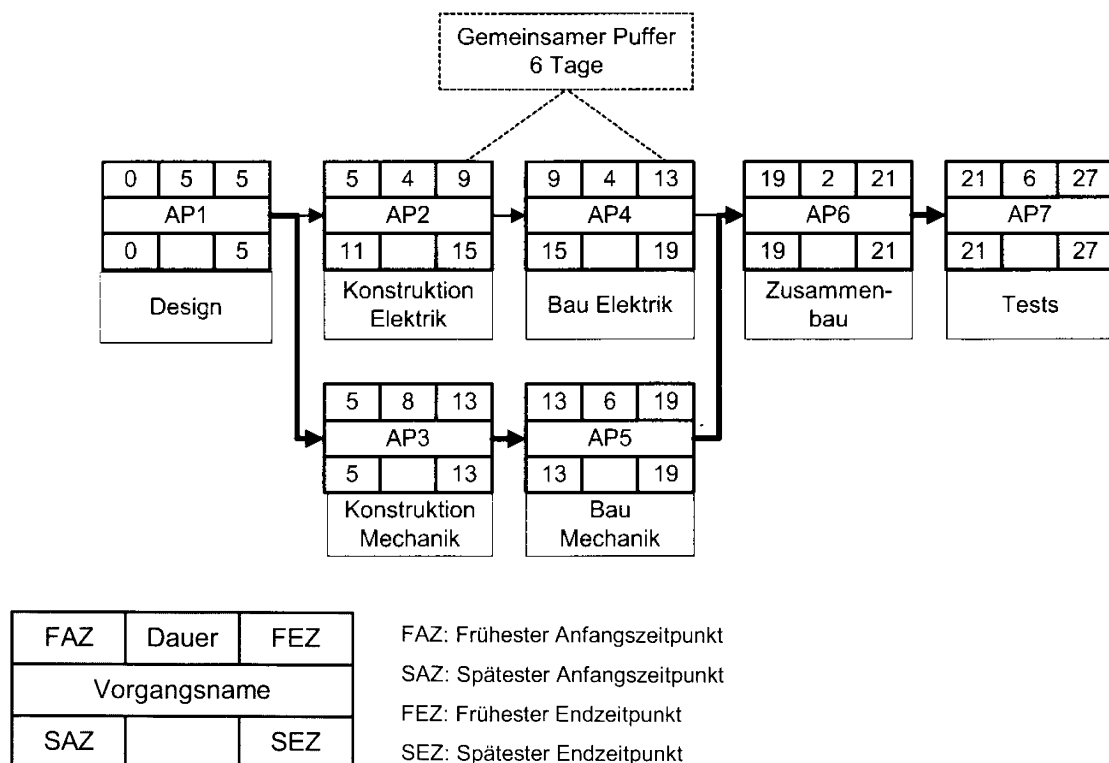 Gemeinsamer Puffer
6 Tage
0 5 5
AP1
0 5
Design
5 4 9
AP2
11 15
Konstruktion
Elektrik
9 4 13
AP4
15 19
Bau Elektrik
19 2 21
AP6
19 21
Zusammen-
bau
21 6 27
AP7
21 27
Tests
5 8 13
AP3
5 13
Konstruktion
Mechanik
13 6 19
AP5
13 19
Bau
Mechanik
FAZ Dauer FEZ
Vorgangsname
SAZ SEZ
FAZ: Frühester Anfangszeitpunkt
SAZ: Spätester Anfangszeitpunkt
FEZ: Frühester Endzeitpunkt
SEZ: Spätester Endzeitpunkt